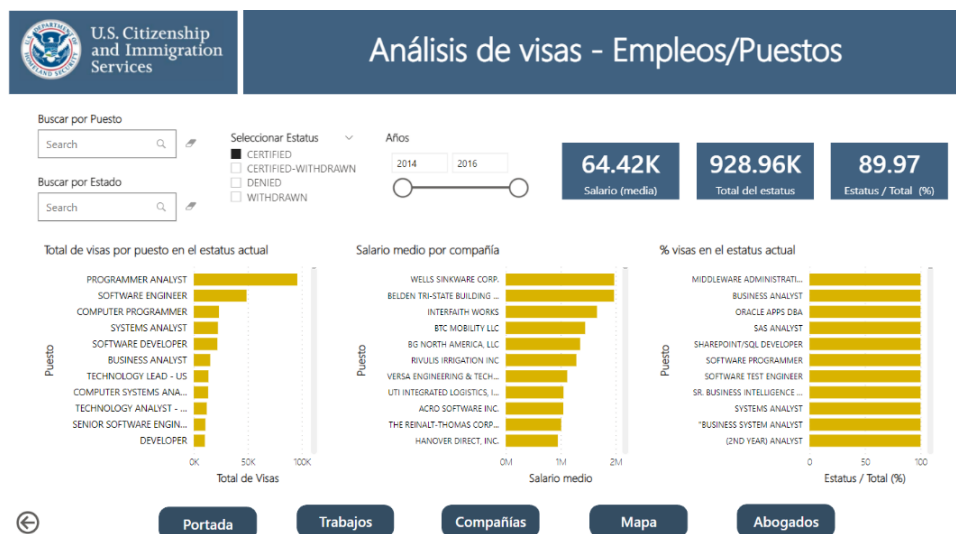 U.S. Citizenship
and Immigration
Services
Análisis de visas - Empleos/Puestos
Buscar por Puesto
Search
Buscar por Estado
Search
Seleccionar Estatus
CERTIFIED
CERTIFIED-WITHDRAWN
DENIED
WITHDRAWN
Años
2014 2016
64.42K
Salario (media)
928.96K
Total del estatus
89.97
Estatus / Total (%)
Total de visas por puesto en el estatus actual
Puesto
PROGRAMMER ANALYST
SOFTWARE ENGINEER
COMPUTER PROGRAMMER
SYSTEMS ANALYST
SOFTWARE DEVELOPER
BUSINESS ANALYST
TECHNOLOGY LEAD - US
COMPUTER SYSTEMS ANA...
TECHNOLOGY ANALYST - ...
SENIOR SOFTWARE ENGIN...
DEVELOPER
0K 50K 100K
Total de Visas
Salario medio por compañía
Puesto
WELLS SINKWARE CORP.
BELDEN TRI-STATE BUILDING ...
INTERFAITH WORKS
BTC MOBILITY LLC
BG NORTH AMERICA, LLC
RIVULIS IRRIGATION INC
VERSA ENGINEERING & TECH...
UTI INTEGRATED LOGISTICS, I...
ACRO SOFTWARE INC.
THE REINALT-THOMAS CORP...
HANOVER DIRECT, INC.
0M 1M 2M
Salario medio
% visas en el estatus actual
Puesto
MIDDLEWARE ADMINISTRATI...
BUSINESS ANALYST
ORACLE APPS DBA
SAS ANALYST
SHAREPOINT/SQL DEVELOPER
SOFTWARE PROGRAMMER
SOFTWARE TEST ENGINEER
SR. BUSINESS INTELLIGENCE ...
SYSTEMS ANALYST
"BUSINESS SYSTEM ANALYST
(2ND YEAR) ANALYST
0 50 100
Estatus / Total (%)
Portada
Trabajos
Compañías
Mapa
Abogados